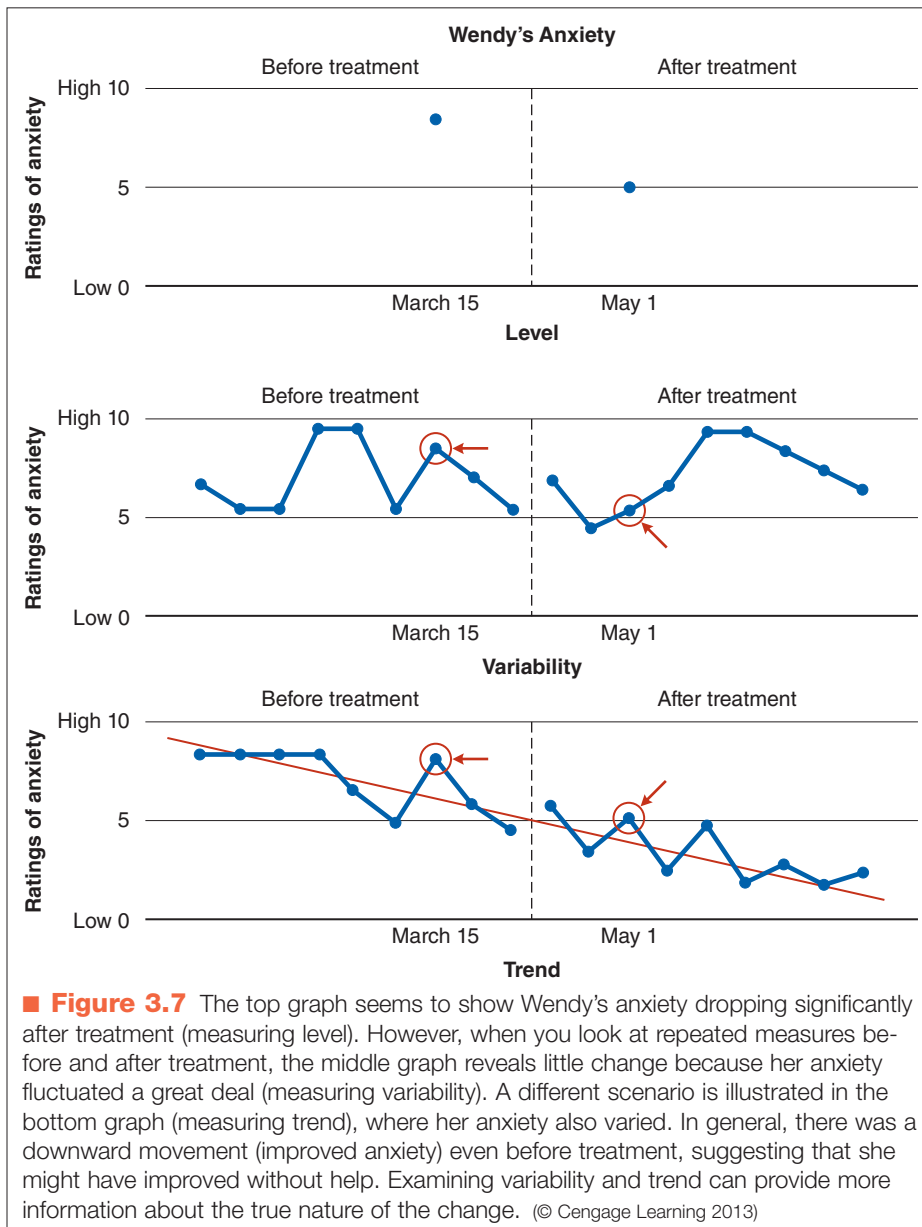 Wendy's Anxiety
Before treatment
After treatment
Ratings of anxiety
High 10
5
Low 0
March 15
May 1
Level
Before treatment
After treatment
Ratings of anxiety
High 10
5
Low 0
March 15
May 1
Variability
Before treatment
After treatment
Ratings of anxiety
High 10
5
Low 0
March 15
May 1
Trend
■ Figure 3.7 The top graph seems to show Wendy's anxiety dropping significantly
after treatment (measuring level). However, when you look at repeated measures be-
fore and after treatment, the middle graph reveals little change because her anxiety
fluctuated a great deal (measuring variability). A different scenario is illustrated in the
bottom graph (measuring trend), where her anxiety also varied. In general, there was a
downward movement (improved anxiety) even before treatment, suggesting that she
might have improved without help. Examining variability and trend can provide more
information about the true nature of the change. (© Cengage Learning 2013)